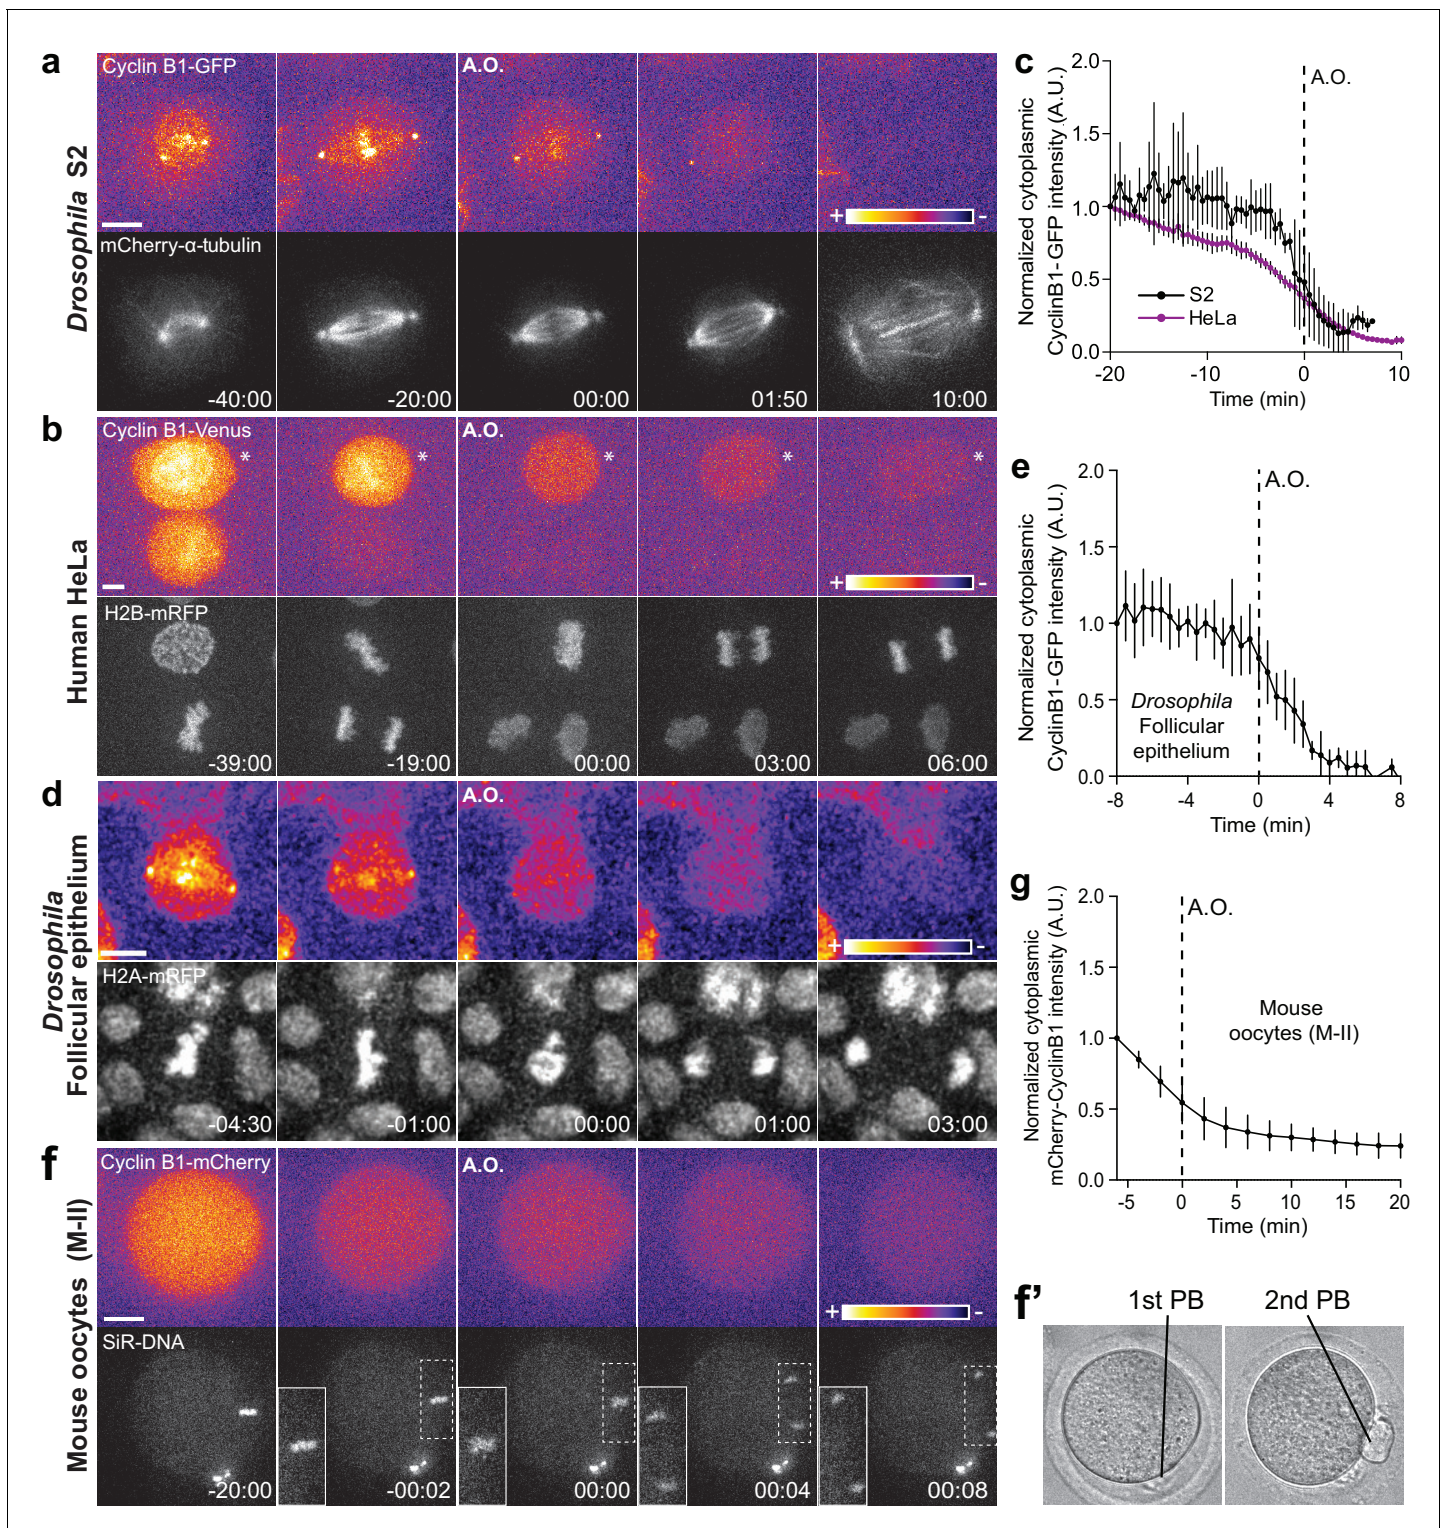 a
Drosophila S2
Cyclin B1-GFP
A.O.
+ -
mCherry-α-tubulin
-40:00
-20:00
00:00
01:50
10:00
b
Human HeLa
Cyclin B1-Venus
A.O.
* * * * *
+ -
H2B-mRFP
-39:00
-19:00
00:00
03:00
06:00
c
Normalized cytoplasmic
CyclinB1-GFP intensity (A.U.)
2.0
1.5
1.0
0.5
0.0
A.O.
S2
HeLa
-20 -10 0 10
Time (min)
d
Drosophila
Follicular epithelium
A.O.
+ -
H2A-mRFP
-04:30
-01:00
00:00
01:00
03:00
e
Normalized cytoplasmic
CyclinB1-GFP intensity (A.U.)
2.0
1.5
1.0
0.5
0.0
A.O.
Drosophila
Follicular
epithelium
-8 -4 0 4 8
Time (min)
f
Mouse oocytes (M-II)
Cyclin B1-mCherry
A.O.
+ -
SiR-DNA
-20:00
-00:02
00:00
00:04
00:08
g
Normalized cytoplasmic
mCherry-CyclinB1 intensity (A.U.)
2.0
1.5
1.0
0.5
0.0
A.O.
Mouse
oocytes (M-II)
-5 0 5 10 15 20
Time (min)
f’
1st PB
2nd PB